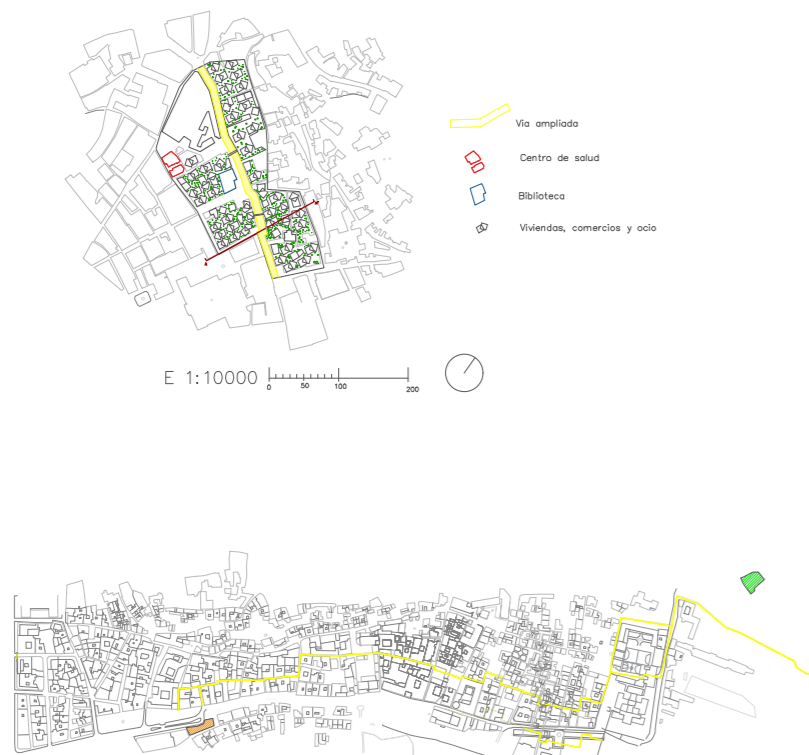 Via ampliada
Centro de salud
Biblioteca
Viviendas, comercios y ocio
E 1:10000
0 50 100 200